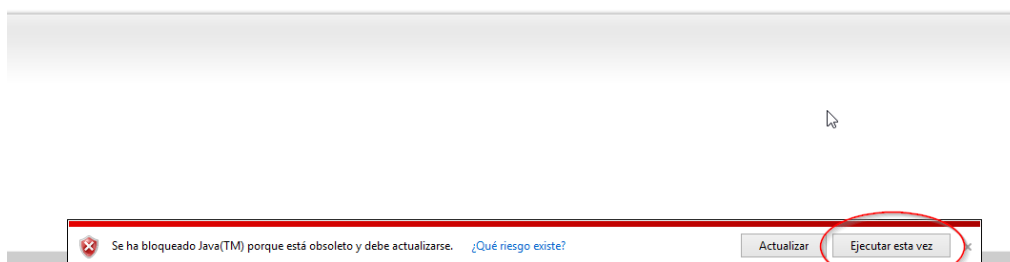 Se ha bloqueado Java(TM) porque está obsoleto y debe actualizarse. ¿Qué riesgo existe? Actualizar Ejecutar esta vez